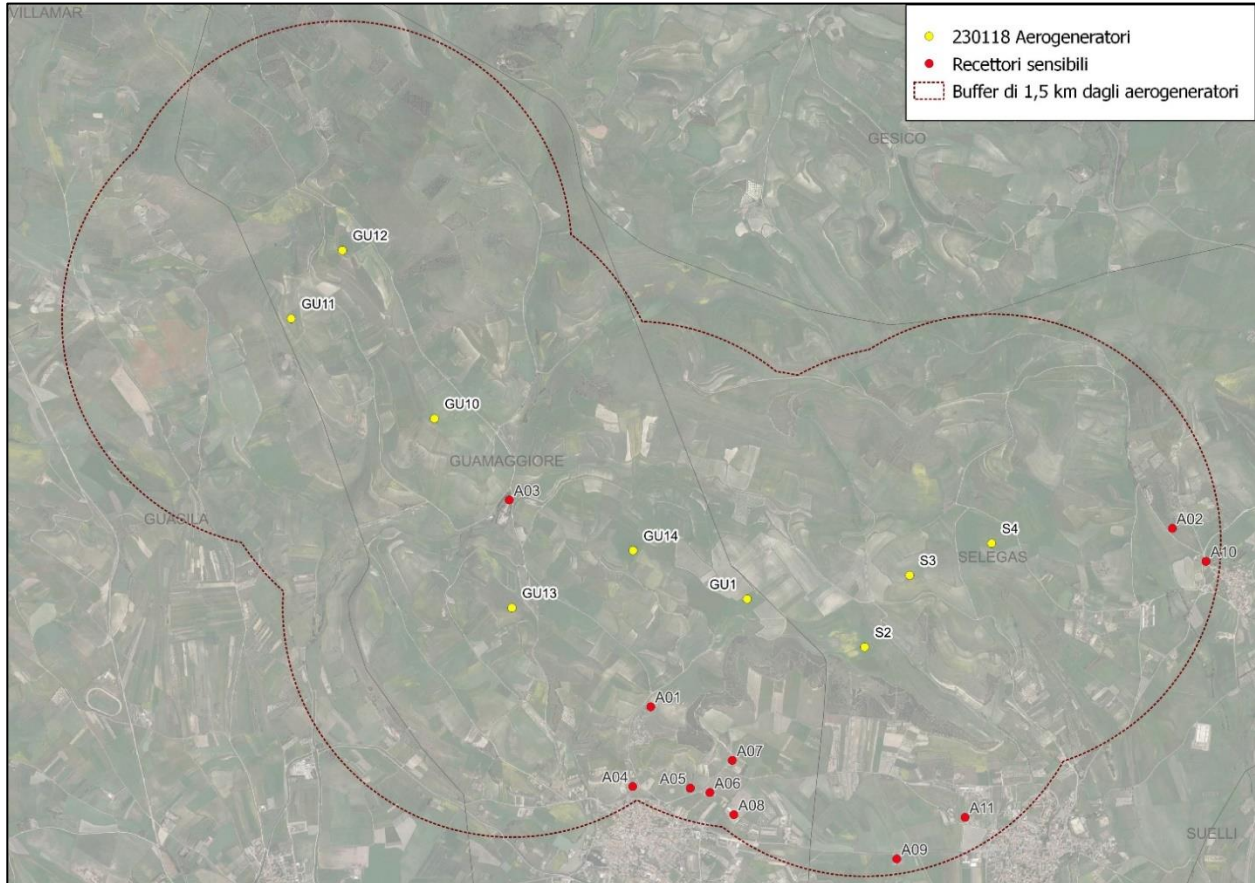 VILLAMAR
230118 Aerogeneratori
Recettori sensibili
Buffer di 1,5 km dagli aerogeneratori
GESICO
GU12
GU11
GU10
GUAMAGGIORE
A03
GUASILA
A02
GU14
S4
SELEGAS
A10
S3
GU13
GU1
S2
A01
A07
A04
A05
A06
A08
A11
SUELLI
A09